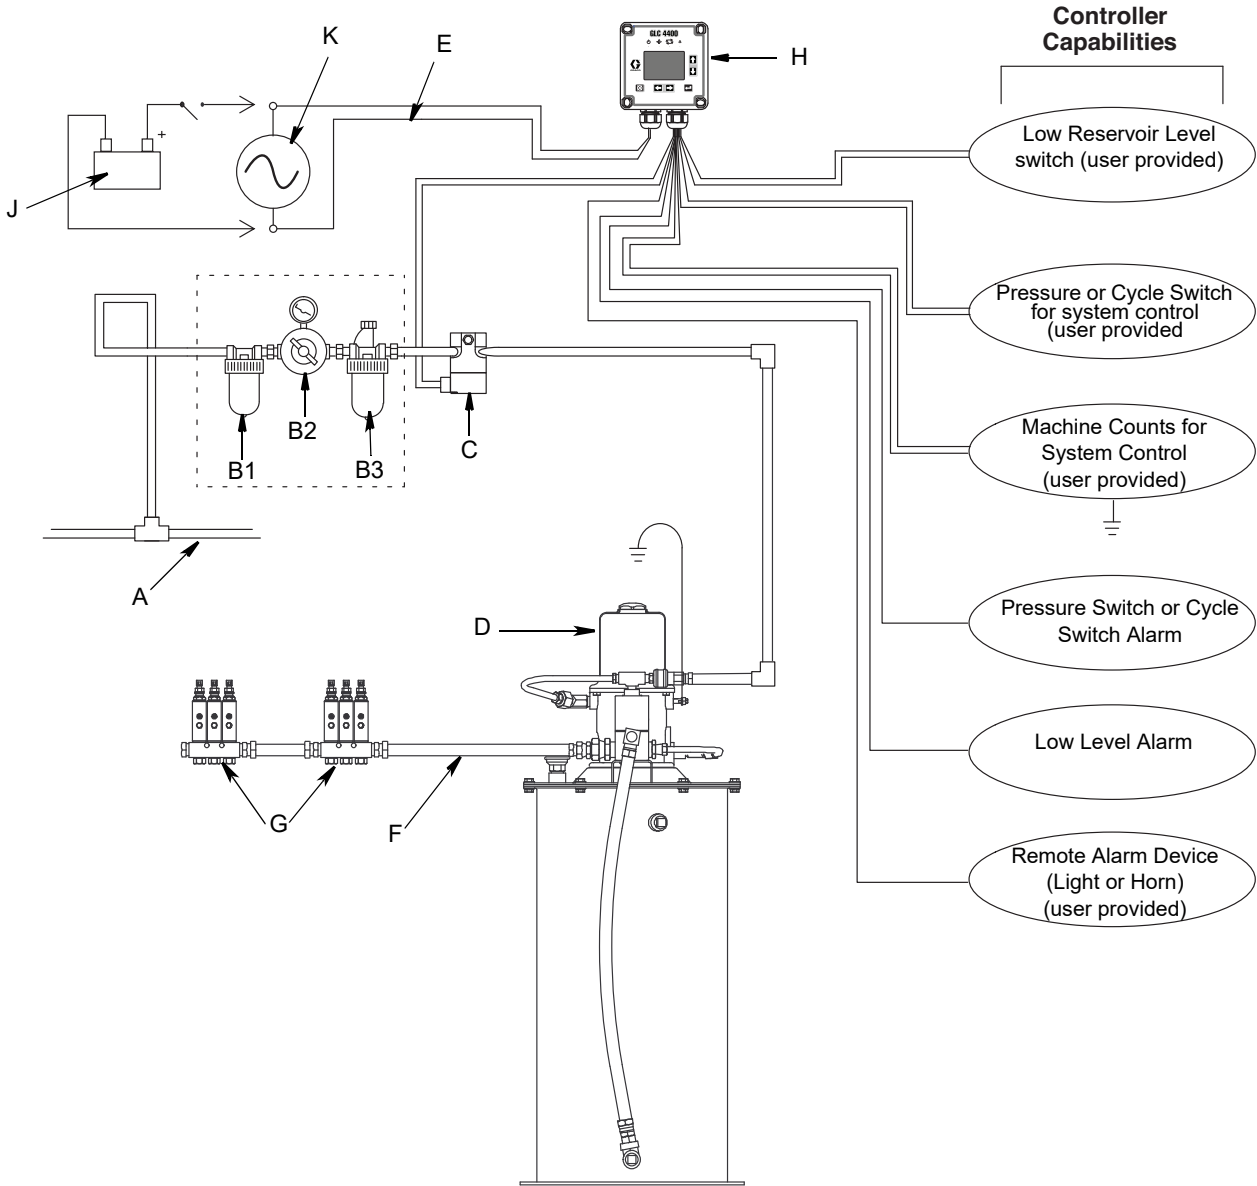 Controller
Capabilities
K
E
GLC 4400
H
Low Reservoir Level
switch (user provided)
+
J
Pressure or Cycle Switch
for system control
(user provided
B2
B1
B3
C
Machine Counts for
System Control
(user provided)
A
D
Pressure Switch or Cycle
Switch Alarm
G
F
Low Level Alarm
Remote Alarm Device
(Light or Horn)
(user provided)